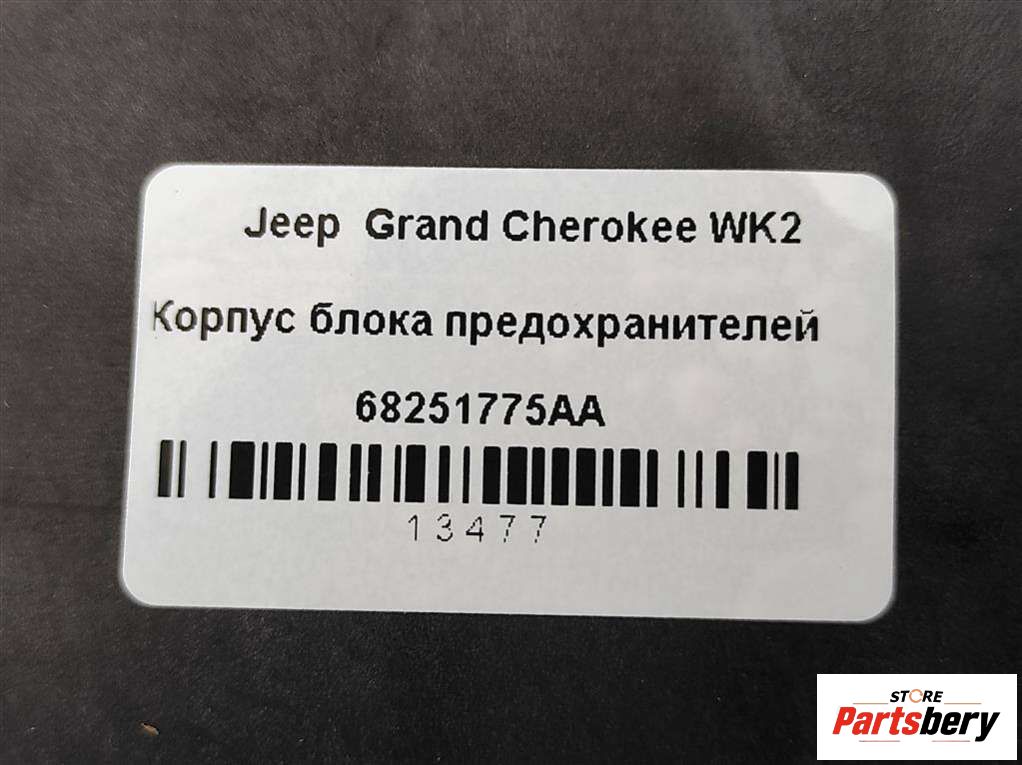 Jeep Grand Cherokee WK2
Корпус блока предохранителей
68251775AA
13477
STORE
Partsbery